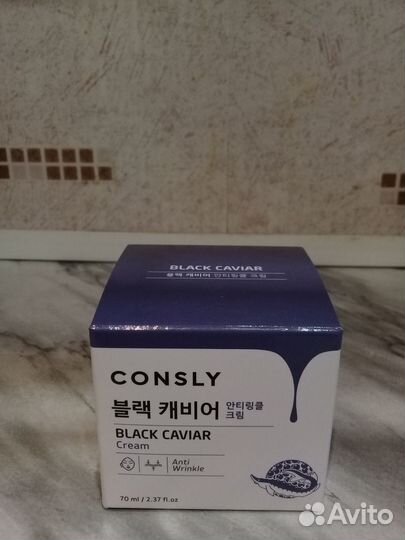 BLACK CAVIAR
블랙 캐비어 안티링클 크림
CONSLY
블랙 캐비어
안티링클
크림
BLACK CAVIAR
Cream
Anti
Wrinkle
70 ml / 2.37 fl.oz
Avito